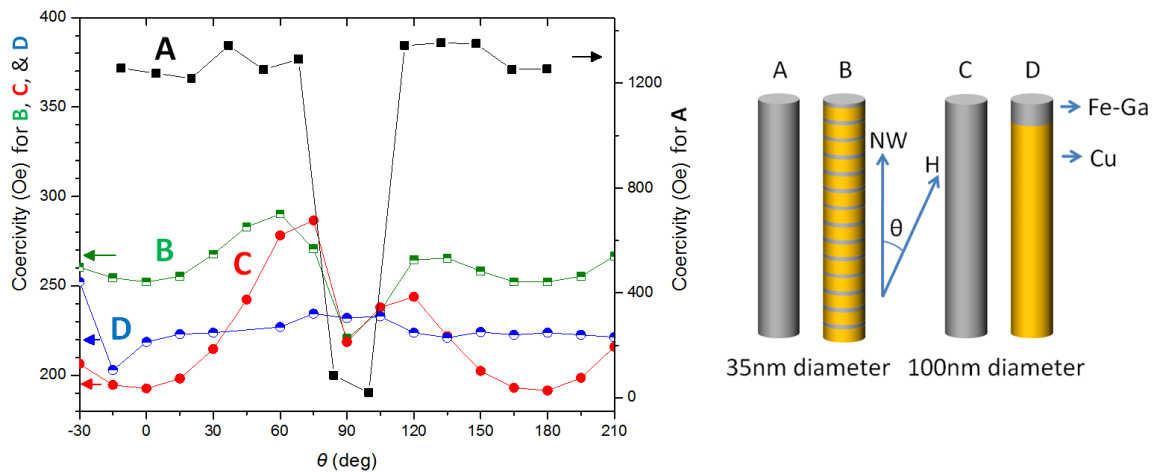 400
350
300
250
200
Coercivity (Oe) for B, C, & D
A
B
C
D
1200
800
400
0
Coercivity (Oe) for A
-30 0 30 60 90 120 150 180 210
θ (deg)
A B C D
Fe-Ga
NW
H
Cu
θ
35nm diameter 100nm diameter